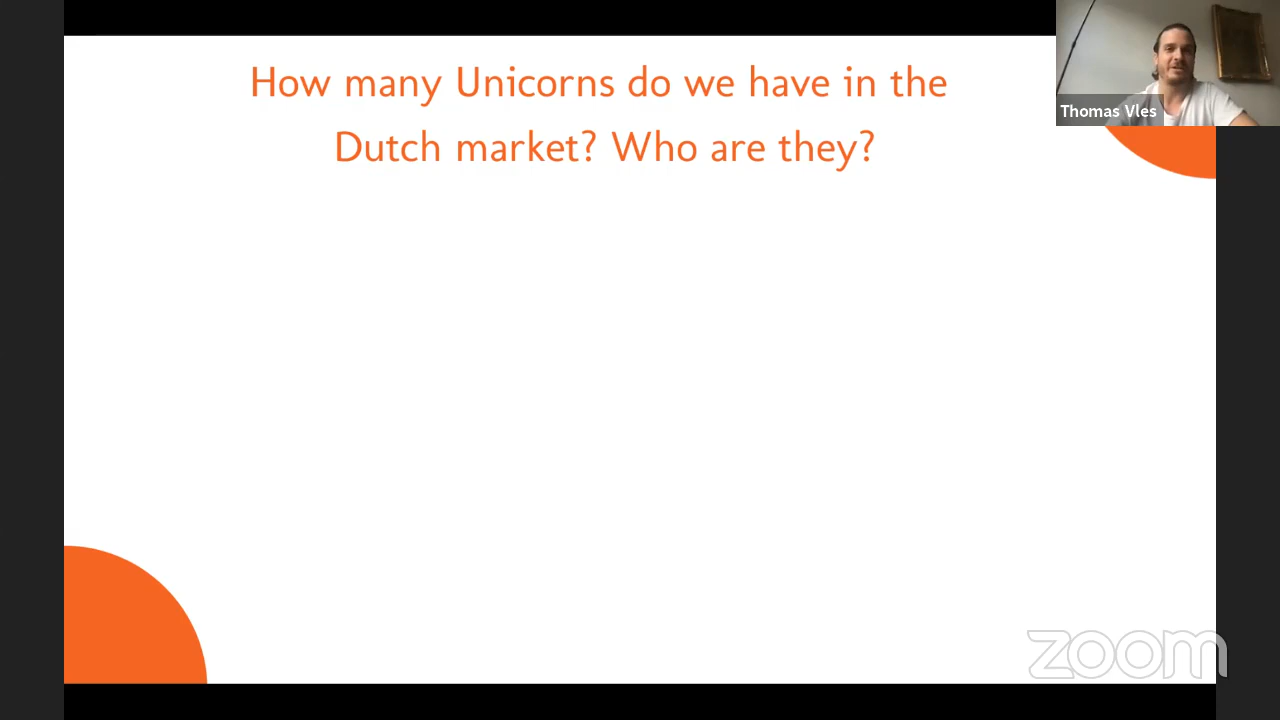 How many Unicorns do we have in the
Dutch market? Who are they?
Thomas Vles
zoom